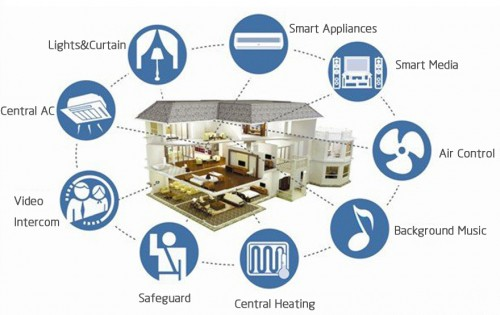 Smart Appliances
Lights&Curtain
Smart Media
Central AC
Air Control
Video
Intercom
Background Music
Safeguard
Central Heating